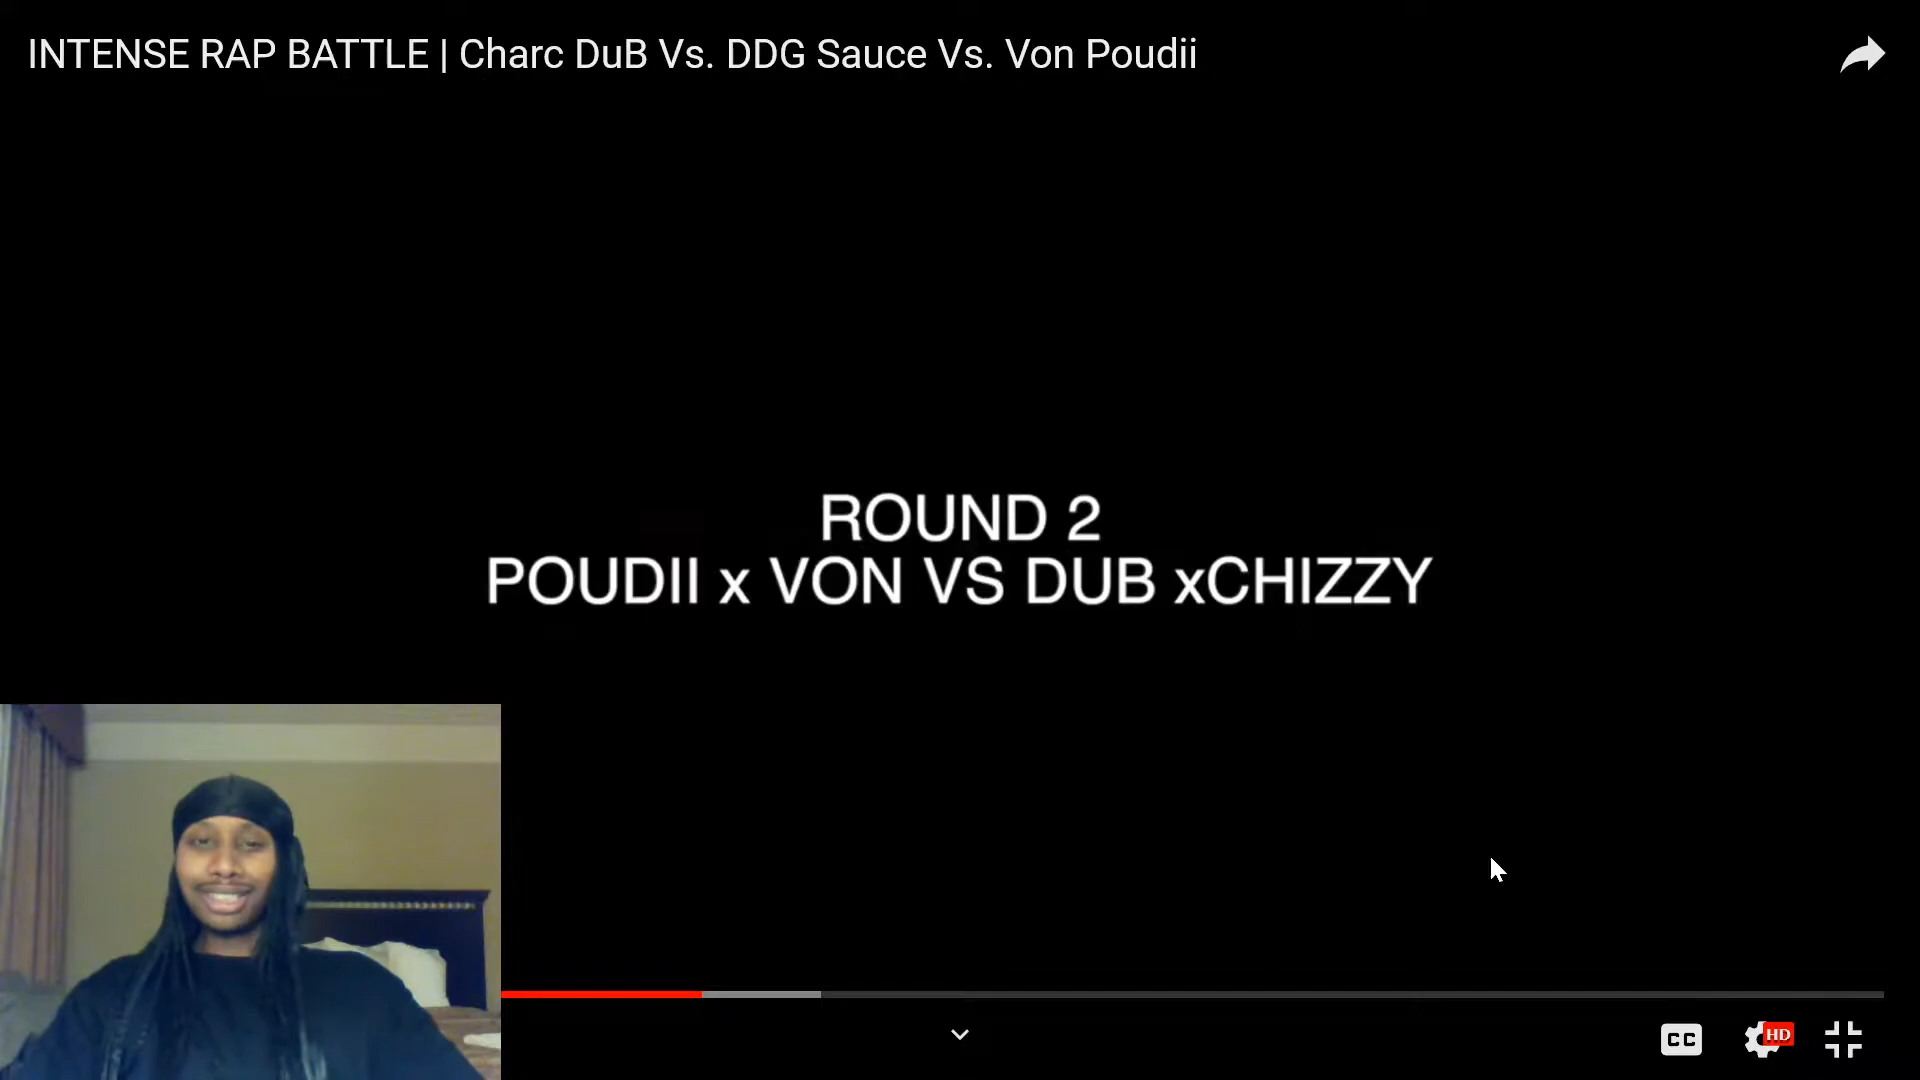 INTENSE RAP BATTLE | Charc DuB Vs. DDG Sauce Vs. Von Poudii
ROUND 2
POUDII x VON VS DUB xCHIZZY
CC
HD